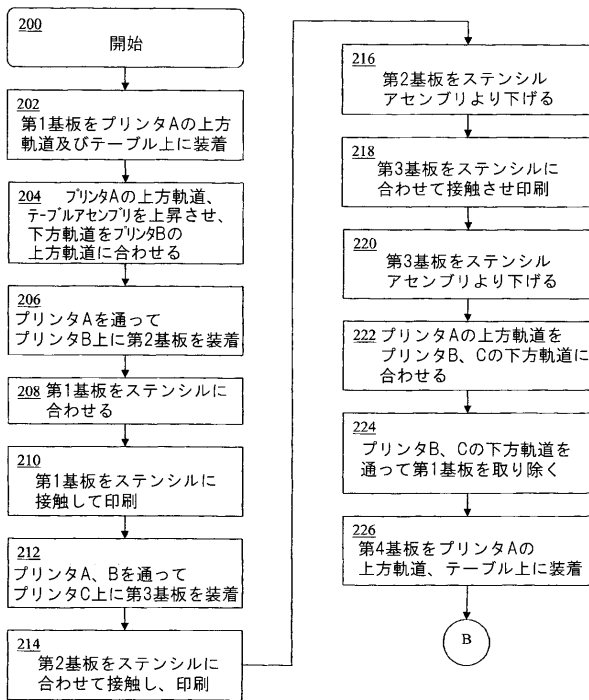 200
開始
202
第1基板をプリンタAの上方
軌道及びテーブル上に装着
204 プリンタAの上方軌道、
テーブルアセンブリを上昇させ、
下方軌道をプリンタBの
上方軌道に合わせる
206
プリンタAを通って
プリンタB上に第2基板を装着
208 第1基板をステンシルに
合わせる
210
第1基板をステンシルに
接触して印刷
212
プリンタA、Bを通って
プリンタC上に第3基板を装着
214
第2基板をステンシルに
合わせて接触し、印刷
216
第2基板をステンシル
アセンブリより下げる
218
第3基板をステンシルに
合わせて接触させ印刷
220
第3基板をステンシル
アセンブリより下げる
222 プリンタAの上方軌道を
プリンタB、Cの下方軌道に
合わせる
224
プリンタB、Cの下方軌道を
通って第1基板を取り除く
226
第4基板をプリンタAの
上方軌道、テーブル上に装着
B